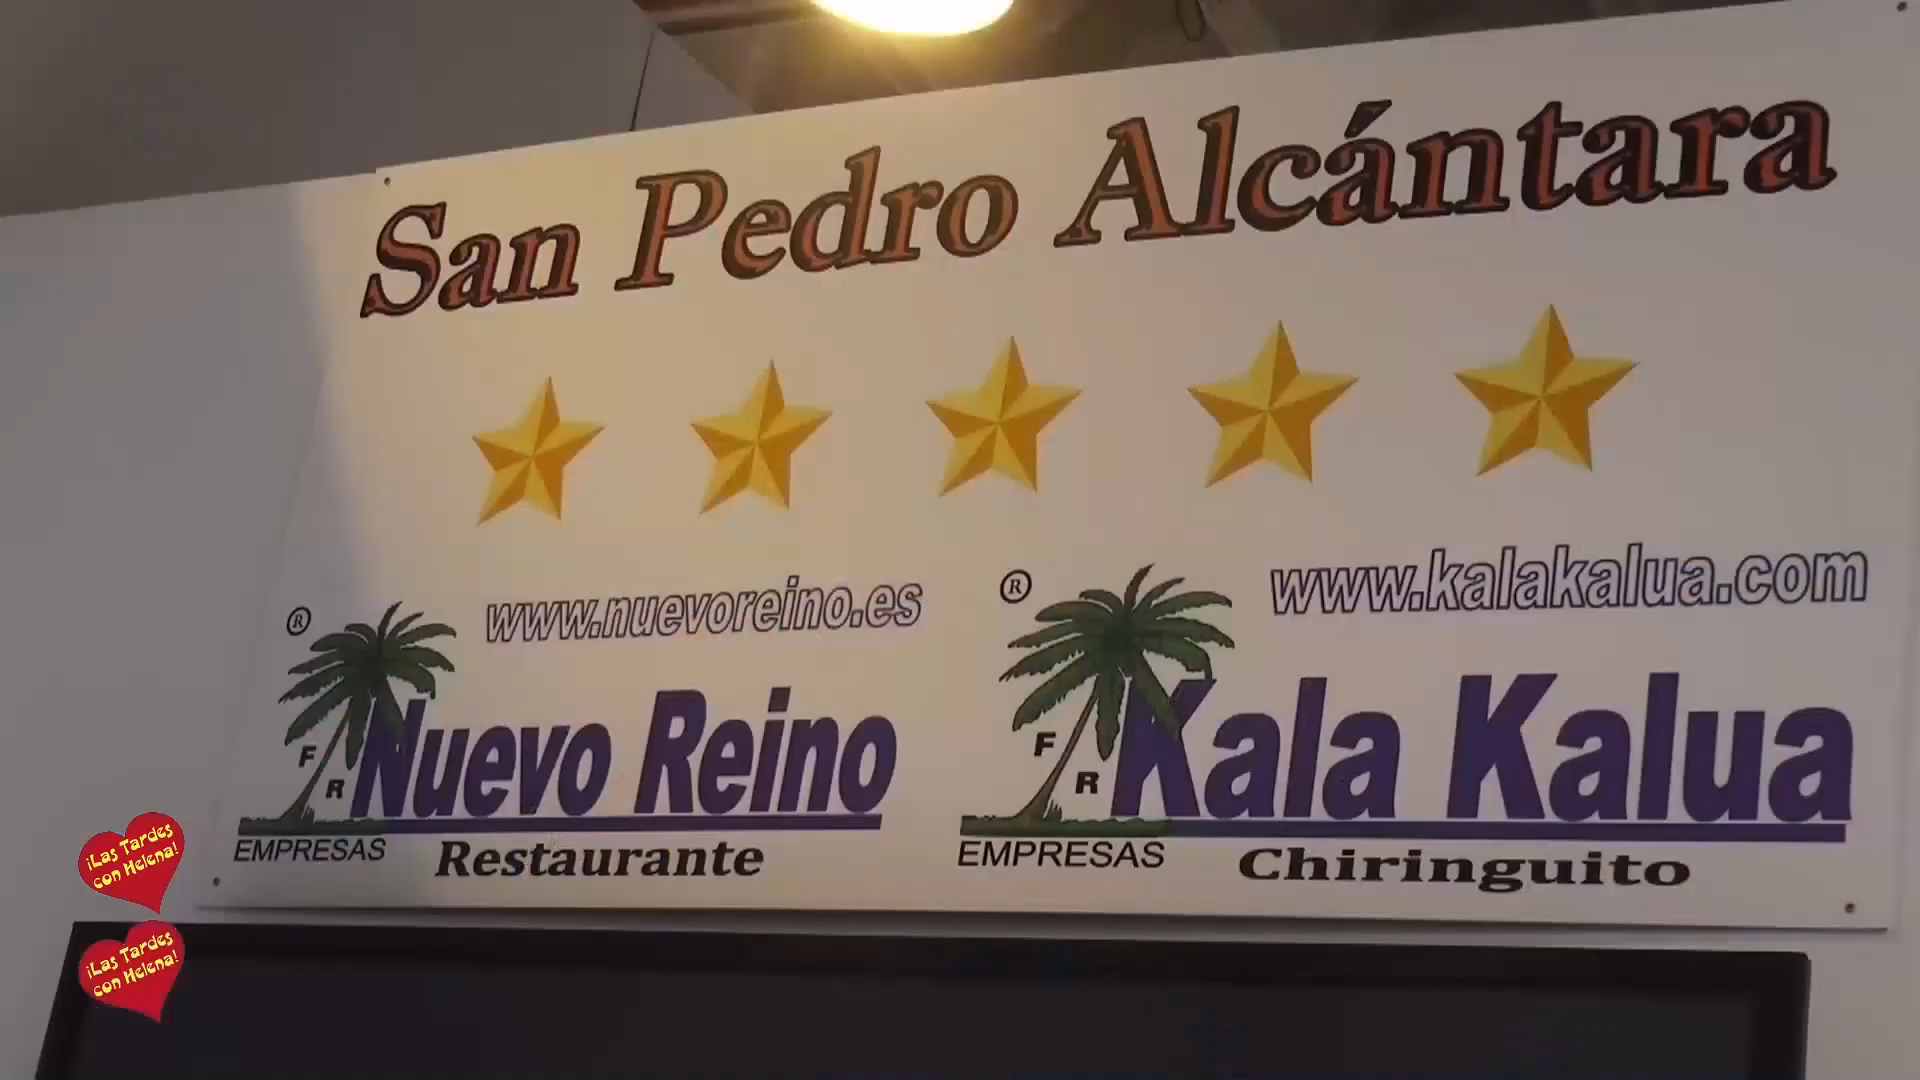 San Pedro Alcántara
®
www.nuevoreino.es
F
R
Nuevo Reino
EMPRESAS
Restaurante
®
www.kalakalua.com
F
R
Kala Kalua
EMPRESAS
Chiringuito
¡Las Tardes
con Helena!
¡Las Tardes
con Helena!